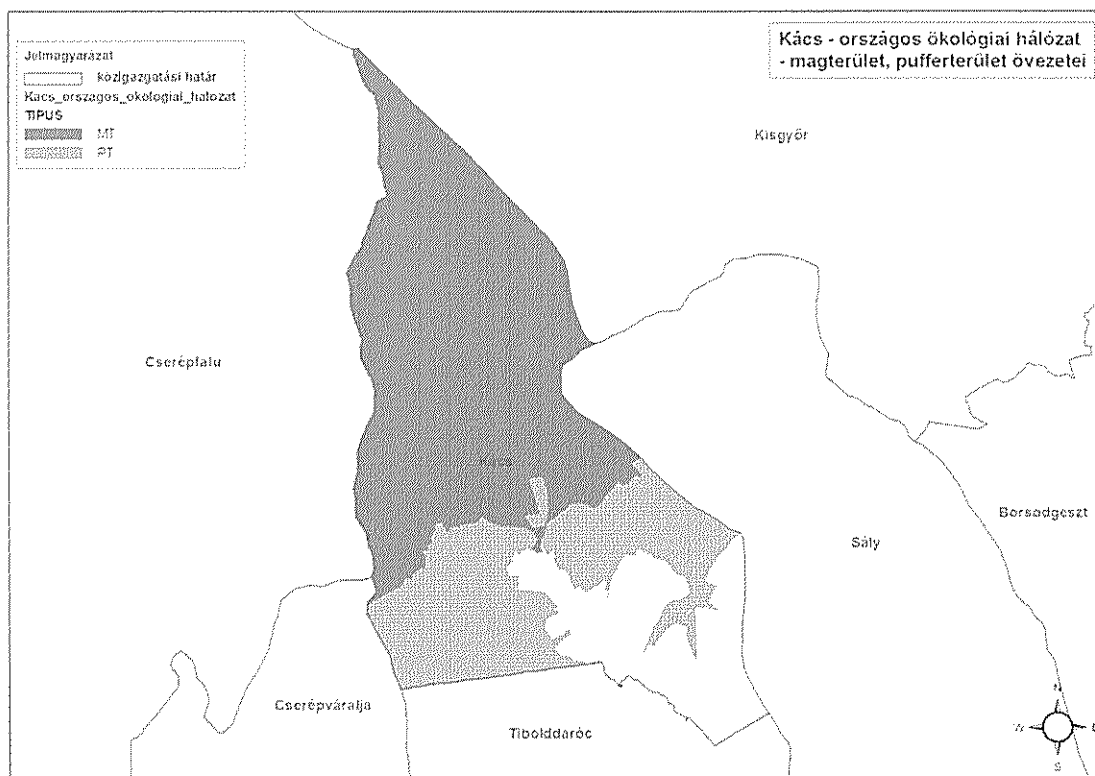 Kács - országos ökológiai hálózat
- magterület, pufferterület övezetei
Jelmagyarázat
közigazgatási határ
Kacs_orszagos_okologiai_halozat
TIPUS
MT
PT
Kisgyőr
Cserépfalu
Borsodgeszt
Sály
Cserépváralja
Tibolddaróc
N
W
E
S